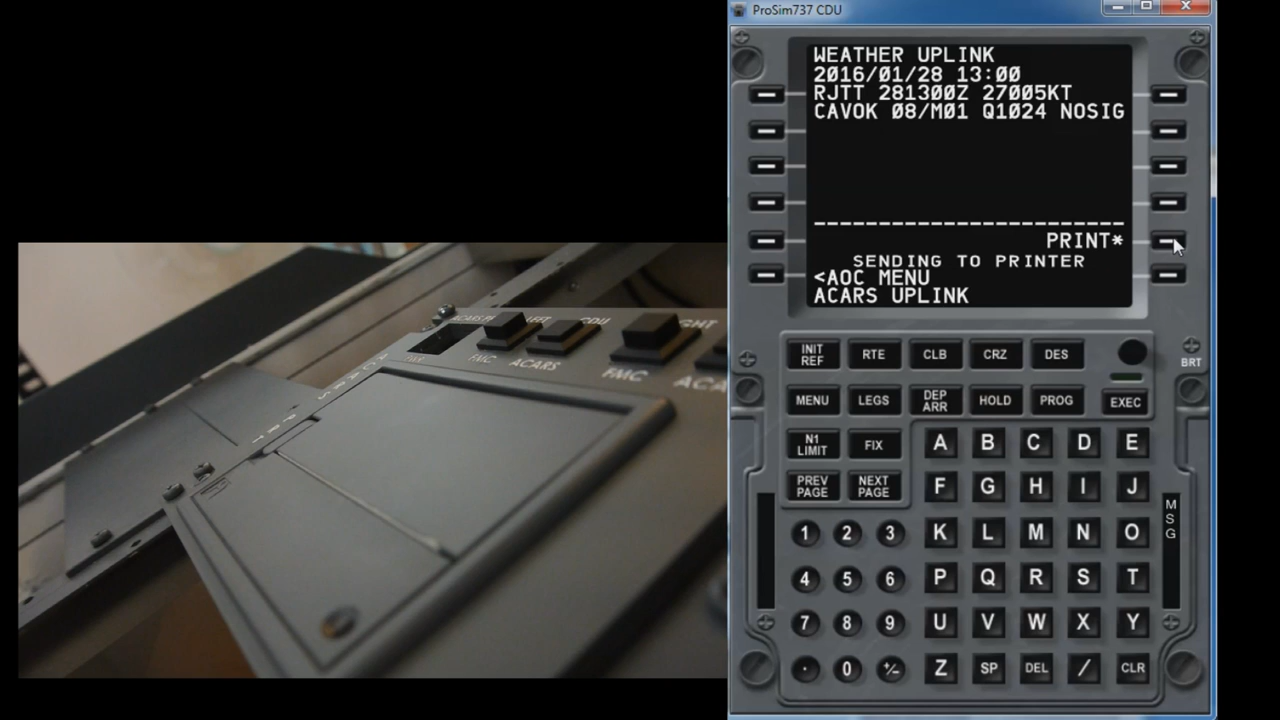 ProSim737 CDU
WEATHER UPLINK
2016/01/28 13:00
RJTT 281300Z 27005KT
CAVOK 08/M01 Q1024 NOSIG
------------------------
PRINT*
SENDING TO PRINTER
<AOC MENU
ACARS UPLINK
INIT REF
RTE
CLB
CRZ
DES
BRT
MENU
LEGS
DEP ARR
HOLD
PROG
EXEC
N1 LIMIT
FIX
A B C D E
PREV PAGE
NEXT PAGE
F G H I J
MSG
1 2 3
K L M N O
4 5 6
P Q R S T
7 8 9
U V W X Y
. 0 +/-
Z SP DEL / CLR
CDU
FMC
ACARS
FMC
ACARS